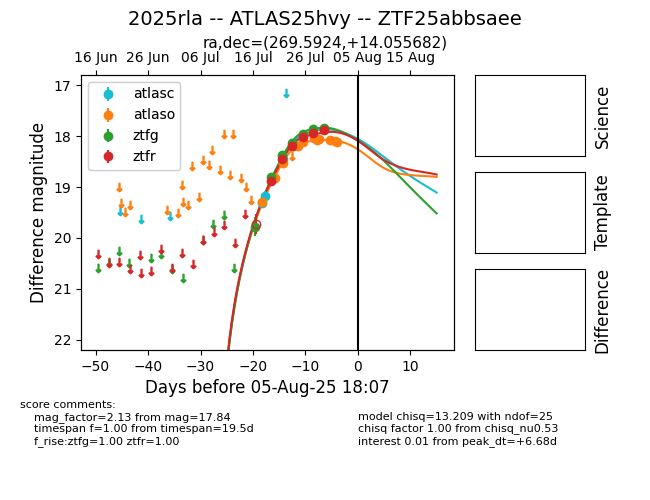 2025rla -- ATLAS25hvy -- ZTF25abbsaee
ra,dec=(269.5924,+14.055682)
16 Jun 26 Jun 06 Jul 16 Jul 26 Jul 05 Aug 15 Aug
atlasc
atlaso
ztfg
ztfr
17
18
19
20
21
22
Difference magnitude
−50 −40 −30 −20 −10 0 10
Days before 05-Aug-25 18:07
Science
Template
Difference
score comments:
mag_factor=2.13 from mag=17.84
timespan f=1.00 from timespan=19.5d
f_rise:ztfg=1.00 ztfr=1.00
model chisq=13.209 with ndof=25
chisq factor 1.00 from chisq_nu0.53
interest 0.01 from peak_dt=+6.68d